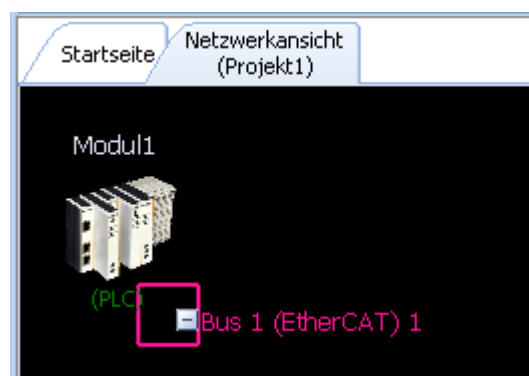 Startseite
Netzwerkansicht
(Projekt1)
Modul1
(PLC)
Bus 1 (EtherCAT) 1